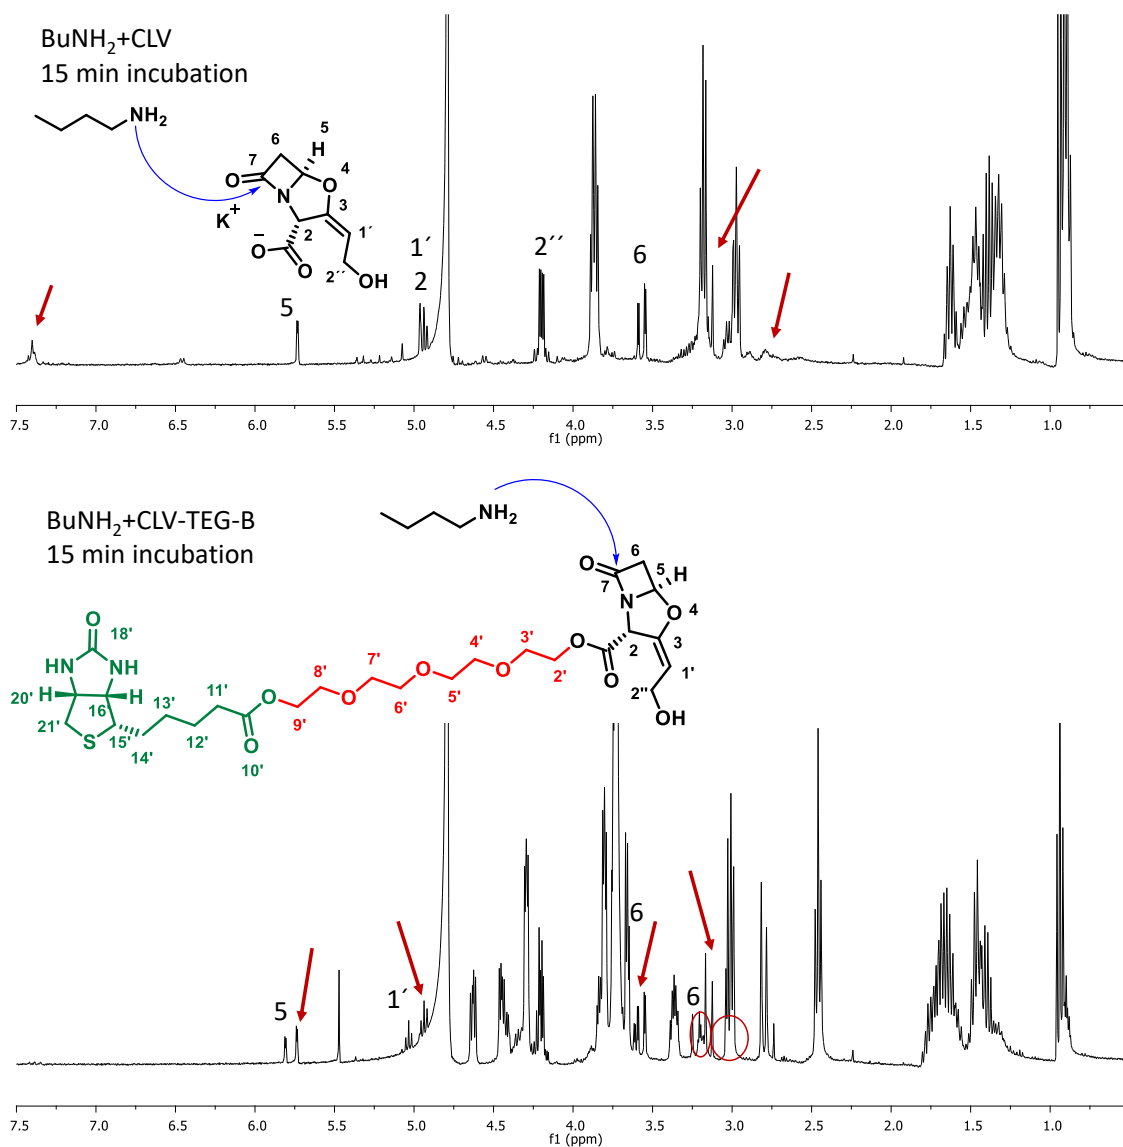 BuNH2+CLV
15 min incubation
NH2
6
5
H
7
4
O
O
N
3
K+
2
1´
−O
O
2´´
OH
1´
2
2´´
6
5
7.5 7.0 6.5 6.0 5.5 5.0 4.5 4.0 3.5 3.0 2.5 2.0 1.5 1.0
f1 (ppm)
BuNH2+CLV-TEG-B
15 min incubation
NH2
6
O
5
H
7
N
4
O
O
2
3
O
1'
2''
OH
3'
2'
4'
O
5'
7'
O
6'
8'
O
9'
O
18'
HN
NH
20'
H
H
16'
13'
11'
O
21'
S
15'
14'
12'
O
10'
6
6
5
1´
7.5 7.0 6.5 6.0 5.5 5.0 4.5 4.0 3.5 3.0 2.5 2.0 1.5 1.0
f1 (ppm)